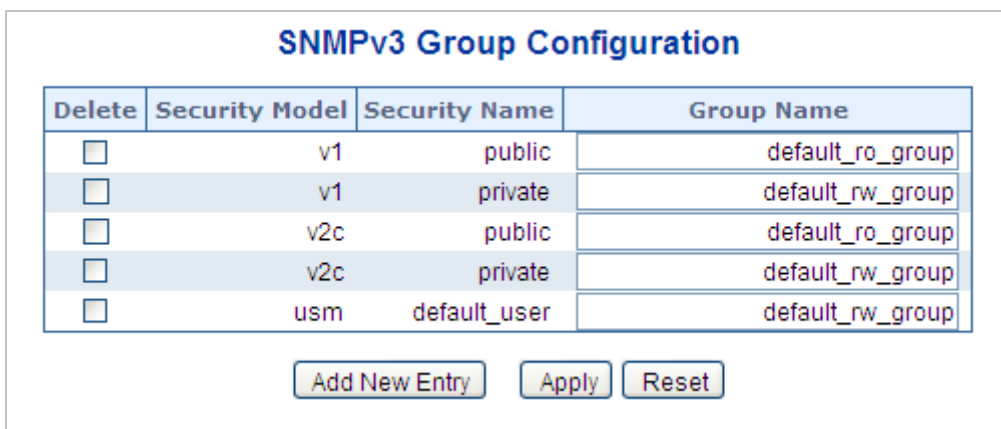 SNMPv3 Group Configuration
Delete Security Model Security Name Group Name
v1 public default_ro_group
v1 private default_rw_group
v2c public default_ro_group
v2c private default_rw_group
usm default_user default_rw_group
Add New Entry Apply Reset